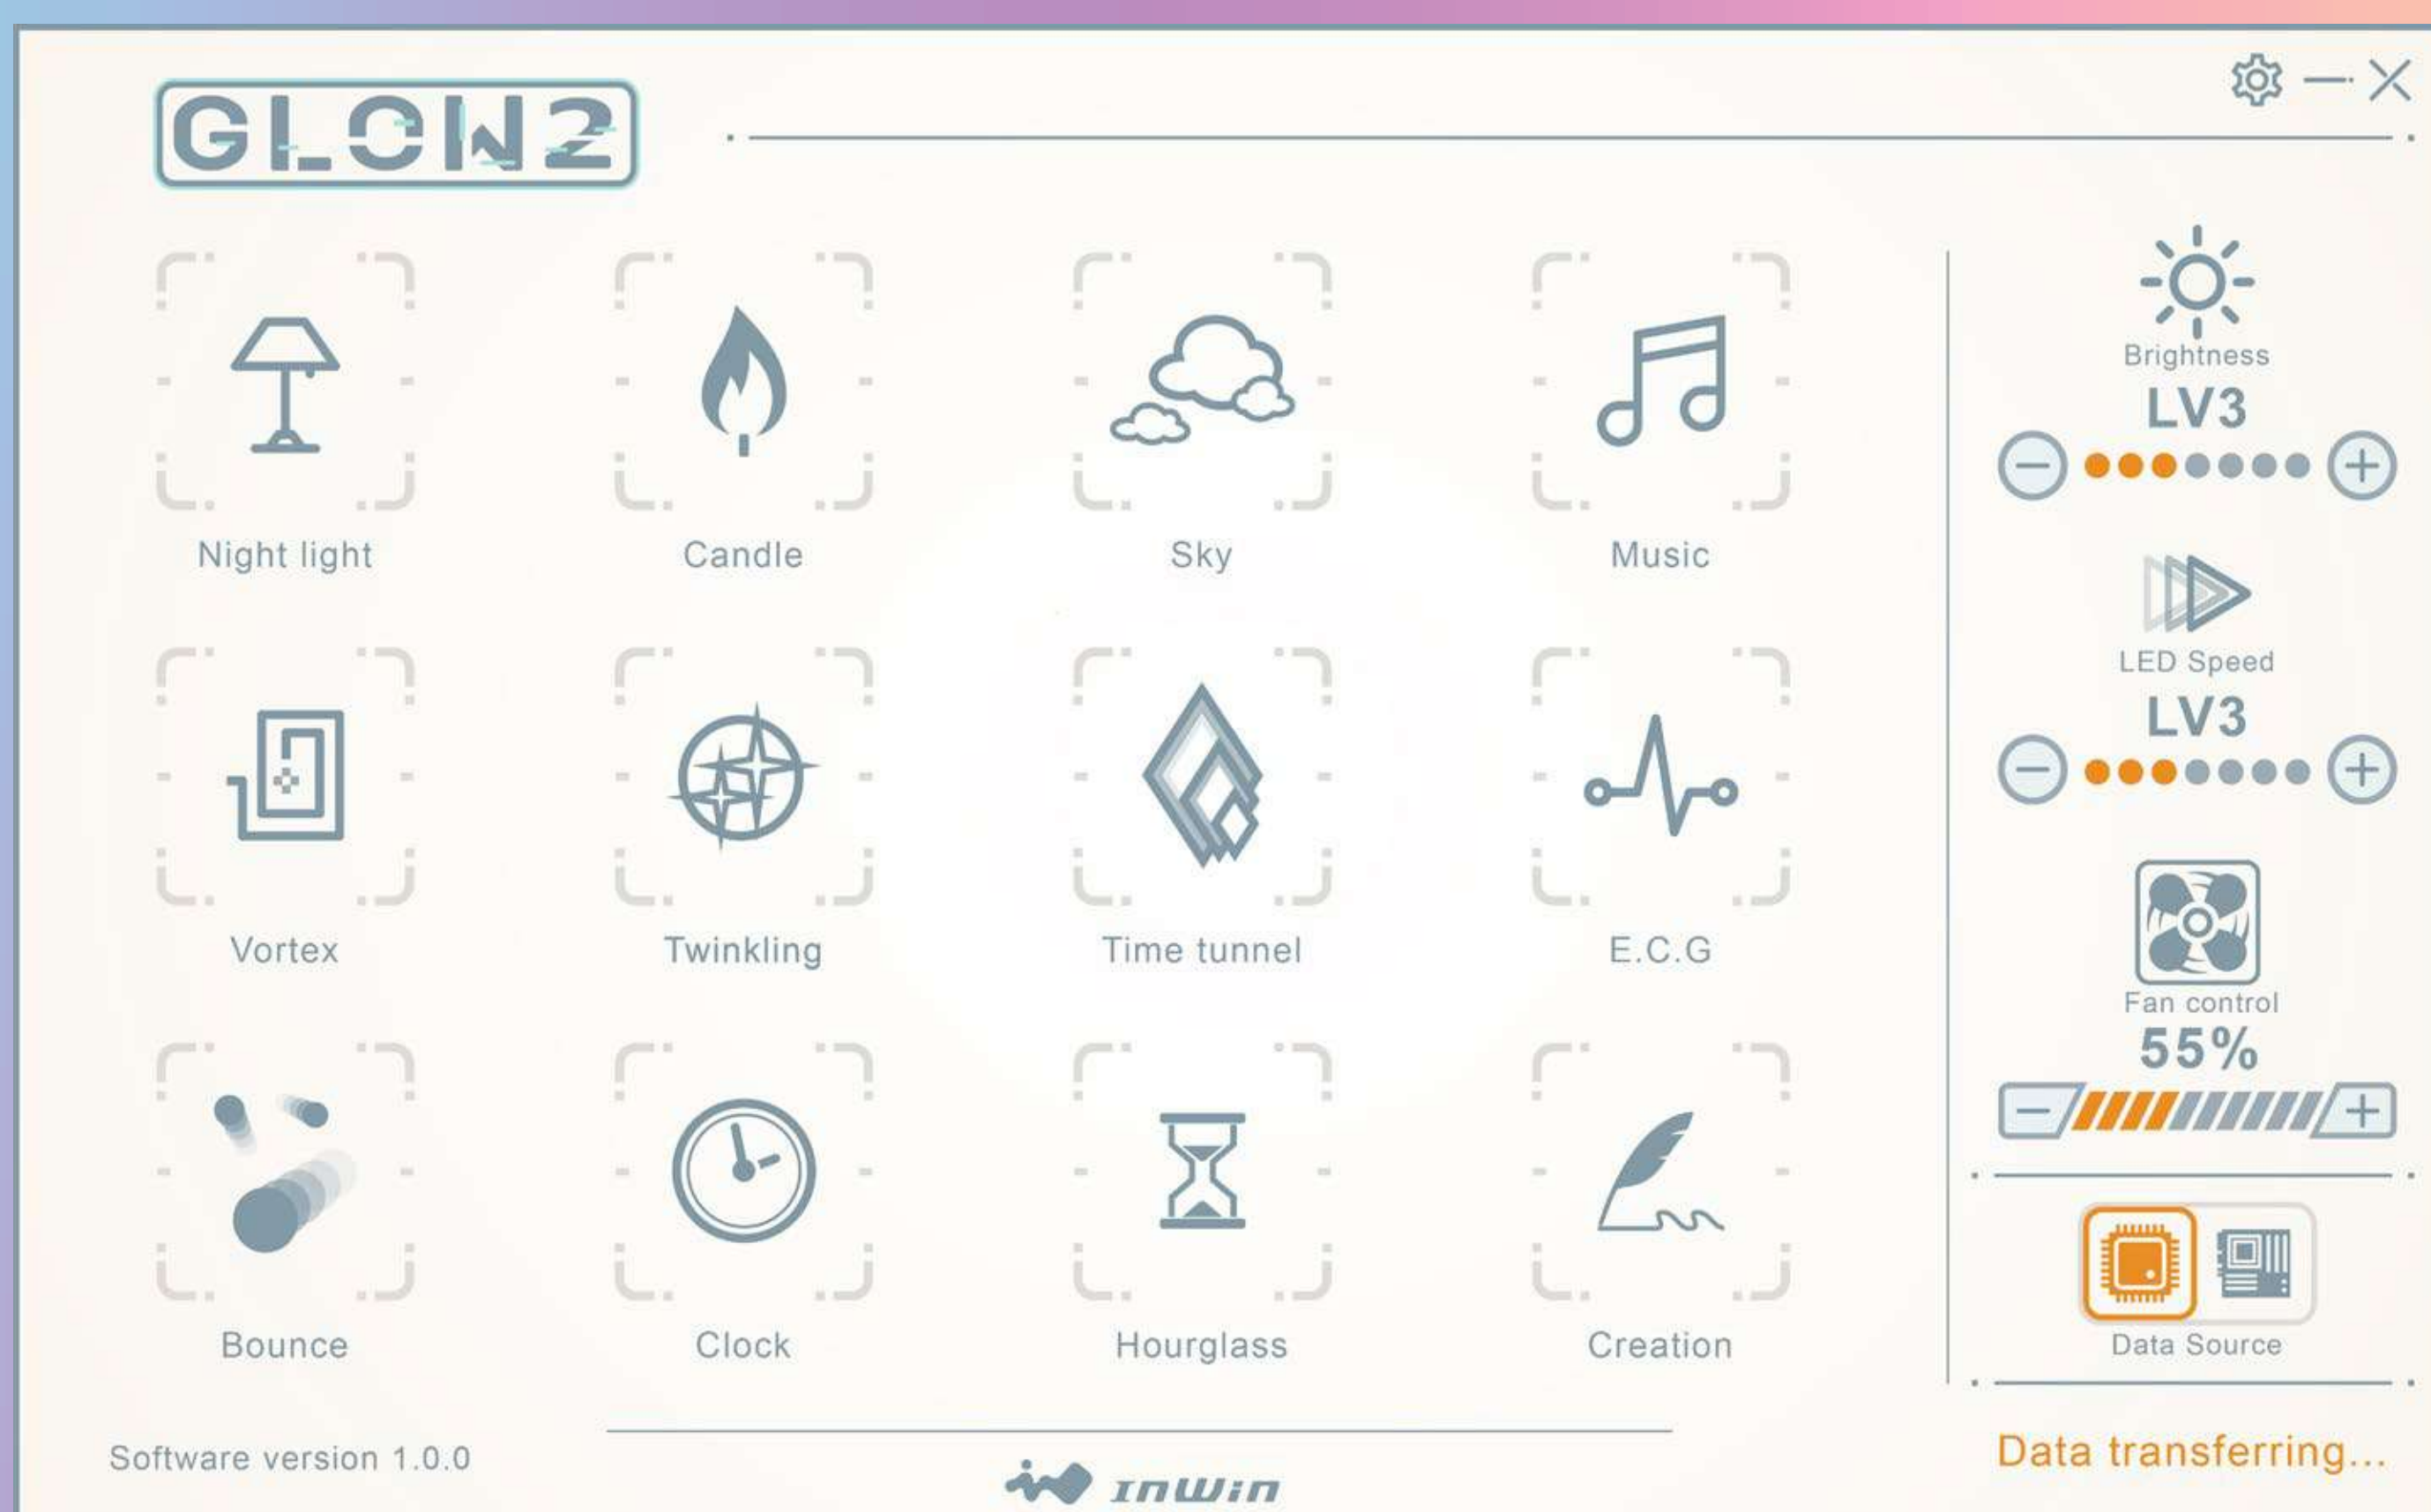 GLOW2
Night light
Candle
Sky
Music
Vortex
Twinkling
Time tunnel
E.C.G
Bounce
Clock
Hourglass
Creation
Brightness
LV3
LED Speed
LV3
Fan control
55%
Data Source
Data transferring...
Software version 1.0.0
InWin